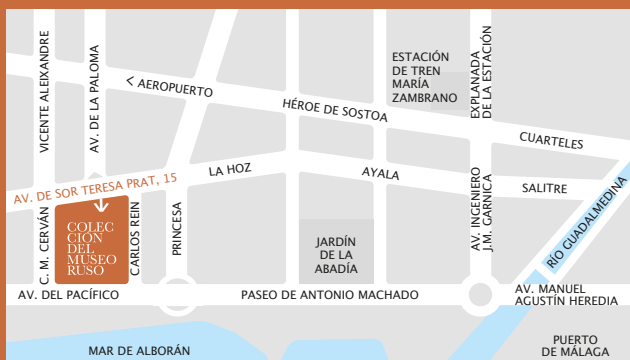 VICENTE ALEIXANDRE
AV. DE LA PALOMA
< AEROPUERTO
HÉROE DE SOSTOA
ESTACIÓN
DE TREN
MARÍA
ZAMBRANO
EXPLANADA
DE LA ESTACIÓN
CUARTELES
AV. DE SOR TERESA PRAT, 15
LA HOZ
AYALA
SALITRE
C. M. CERVÁN
COLEC
CIÓN
DEL
MUSEO
RUSO
CARLOS REIN
PRINCESA
JARDÍN
DE LA
ABADÍA
AV. INGENIERO
J.M. GARNICA
RÍO GUADALMEDINA
AV. DEL PACÍFICO
PASEO DE ANTONIO MACHADO
AV. MANUEL
AGUSTÍN HEREDIA
MAR DE ALBORÁN
PUERTO
DE MÁLAGA